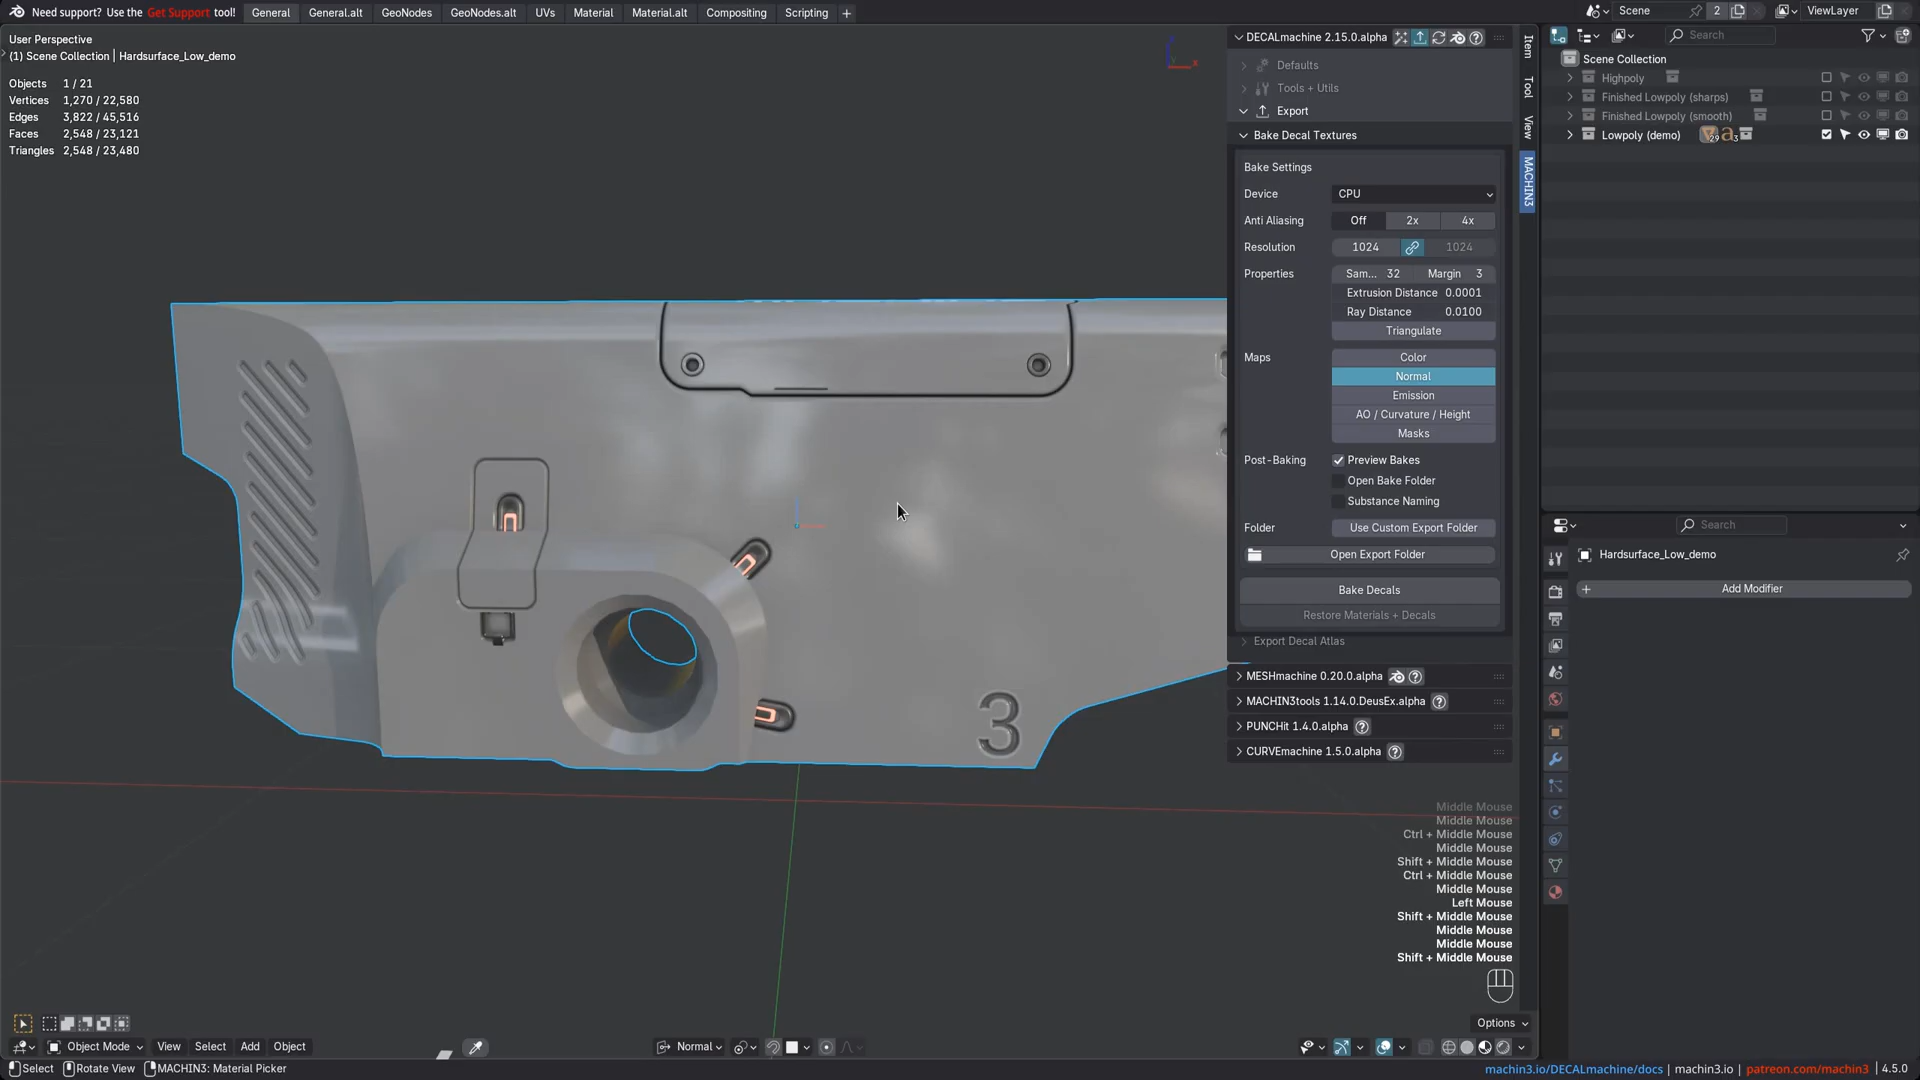 Need support? Use the Get Support tool!
General
General.alt
GeoNodes
GeoNodes.alt
UVs
Material
Material.alt
Compositing
Scripting
+
Scene
2
ViewLayer
User Perspective
(1) Scene Collection | Hardsurface_Low_demo
Objects 1 / 21
Vertices 1,270 / 22,580
Edges 3,822 / 45,516
Faces 2,548 / 23,121
Triangles 2,548 / 23,480
3
DECALmachine 2.15.0.alpha
Defaults
Tools + Utils
Export
Bake Decal Textures
Bake Settings
Device CPU
Anti Aliasing Off 2x 4x
Resolution 1024 1024
Properties Sam... 32 Margin 3
Extrusion Distance 0.0001
Ray Distance 0.0100
Triangulate
Maps Color
Normal
Emission
AO / Curvature / Height
Masks
Post-Baking Preview Bakes
Open Bake Folder
Substance Naming
Folder Use Custom Export Folder
Open Export Folder
Bake Decals
Restore Materials + Decals
Export Decal Atlas
MESHmachine 0.20.0.alpha
MACHIN3tools 1.14.0.DeusEx.alpha
PUNCHit 1.4.0.alpha
CURVEmachine 1.5.0.alpha
Item
Tool
View
MACHIN3
Middle Mouse
Middle Mouse
Ctrl + Middle Mouse
Middle Mouse
Shift + Middle Mouse
Ctrl + Middle Mouse
Middle Mouse
Left Mouse
Shift + Middle Mouse
Middle Mouse
Middle Mouse
Shift + Middle Mouse
Search
Scene Collection
Highpoly
Finished Lowpoly (sharps)
Finished Lowpoly (smooth)
Lowpoly (demo) 29 3
Search
Hardsurface_Low_demo
+ Add Modifier
Options
Object Mode
View
Select
Add
Object
Normal
Select
Rotate View
MACHIN3: Material Picker
machin3.io/DECALmachine/docs | machin3.io | patreon.com/machin3 | 4.5.0